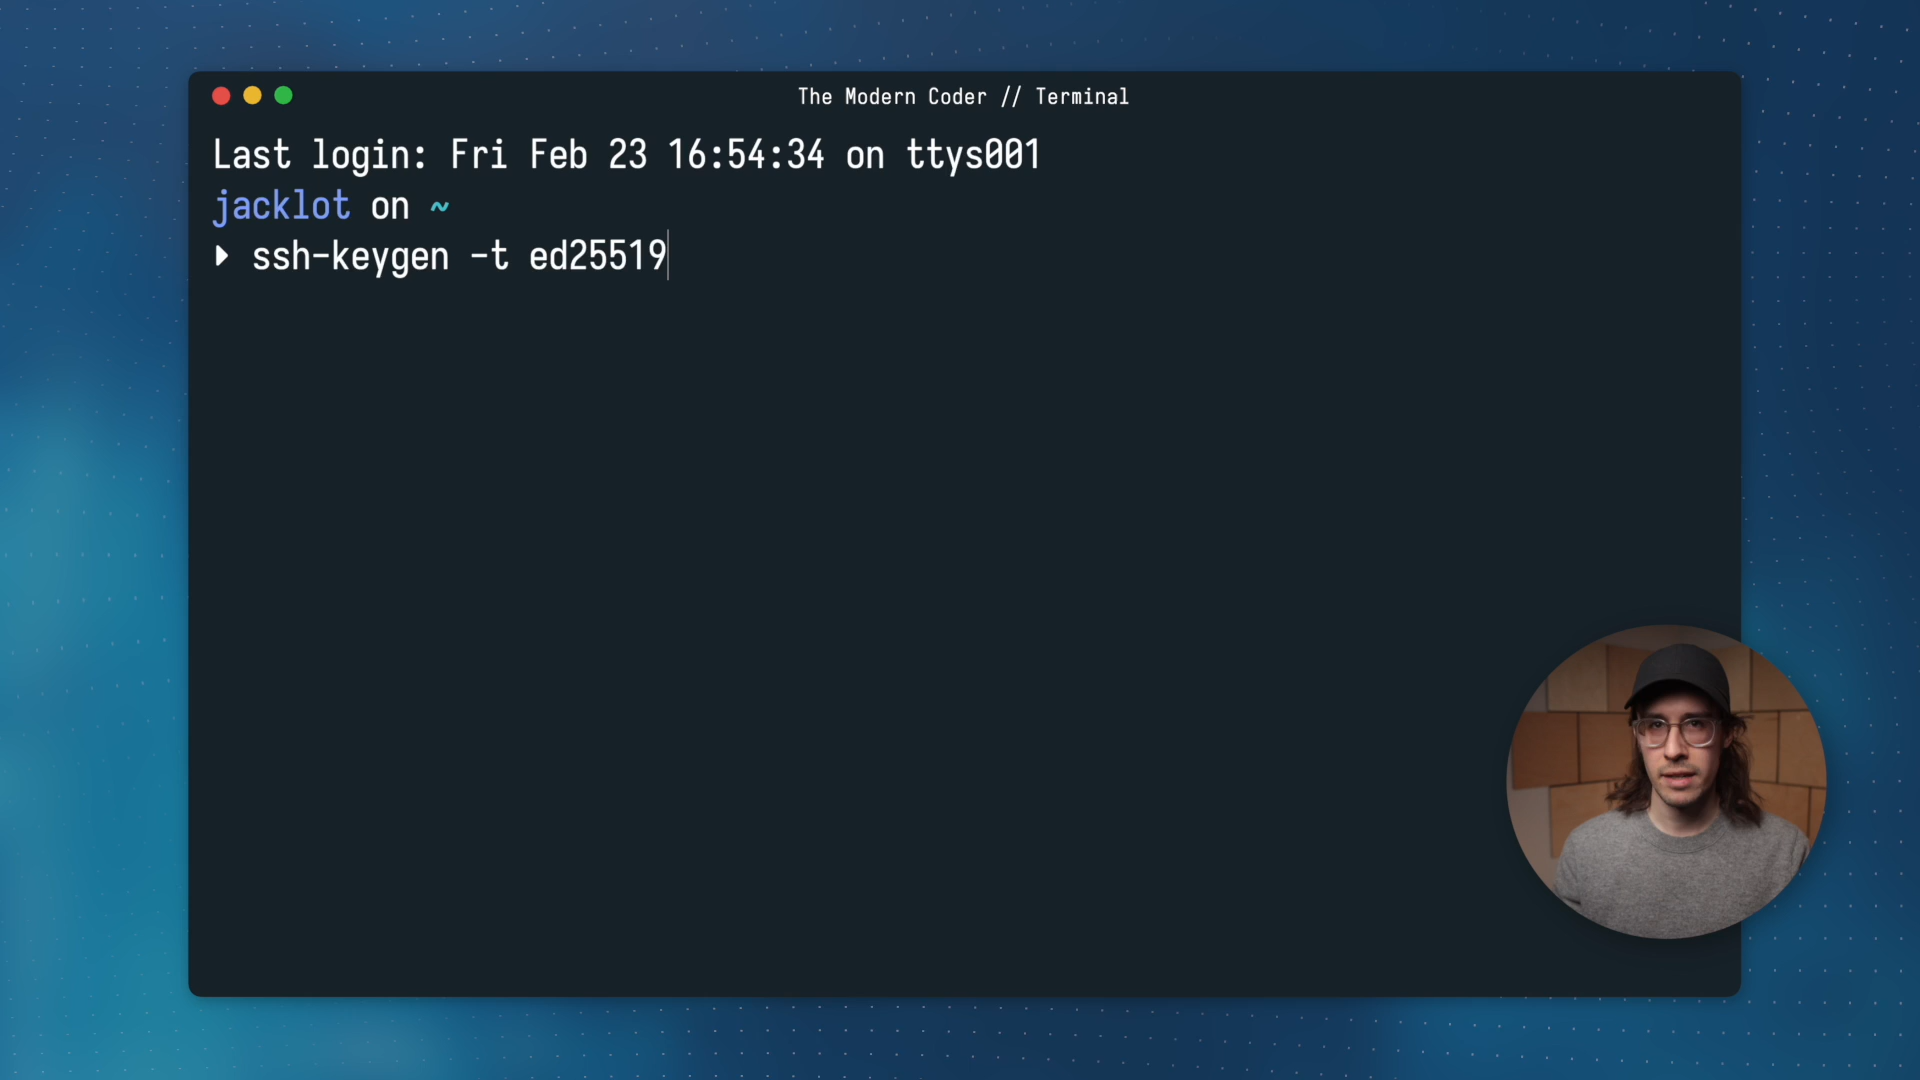 The Modern Coder // Terminal
Last login: Fri Feb 23 16:54:34 on ttys001
jacklot on ~
▶ ssh-keygen -t ed25519